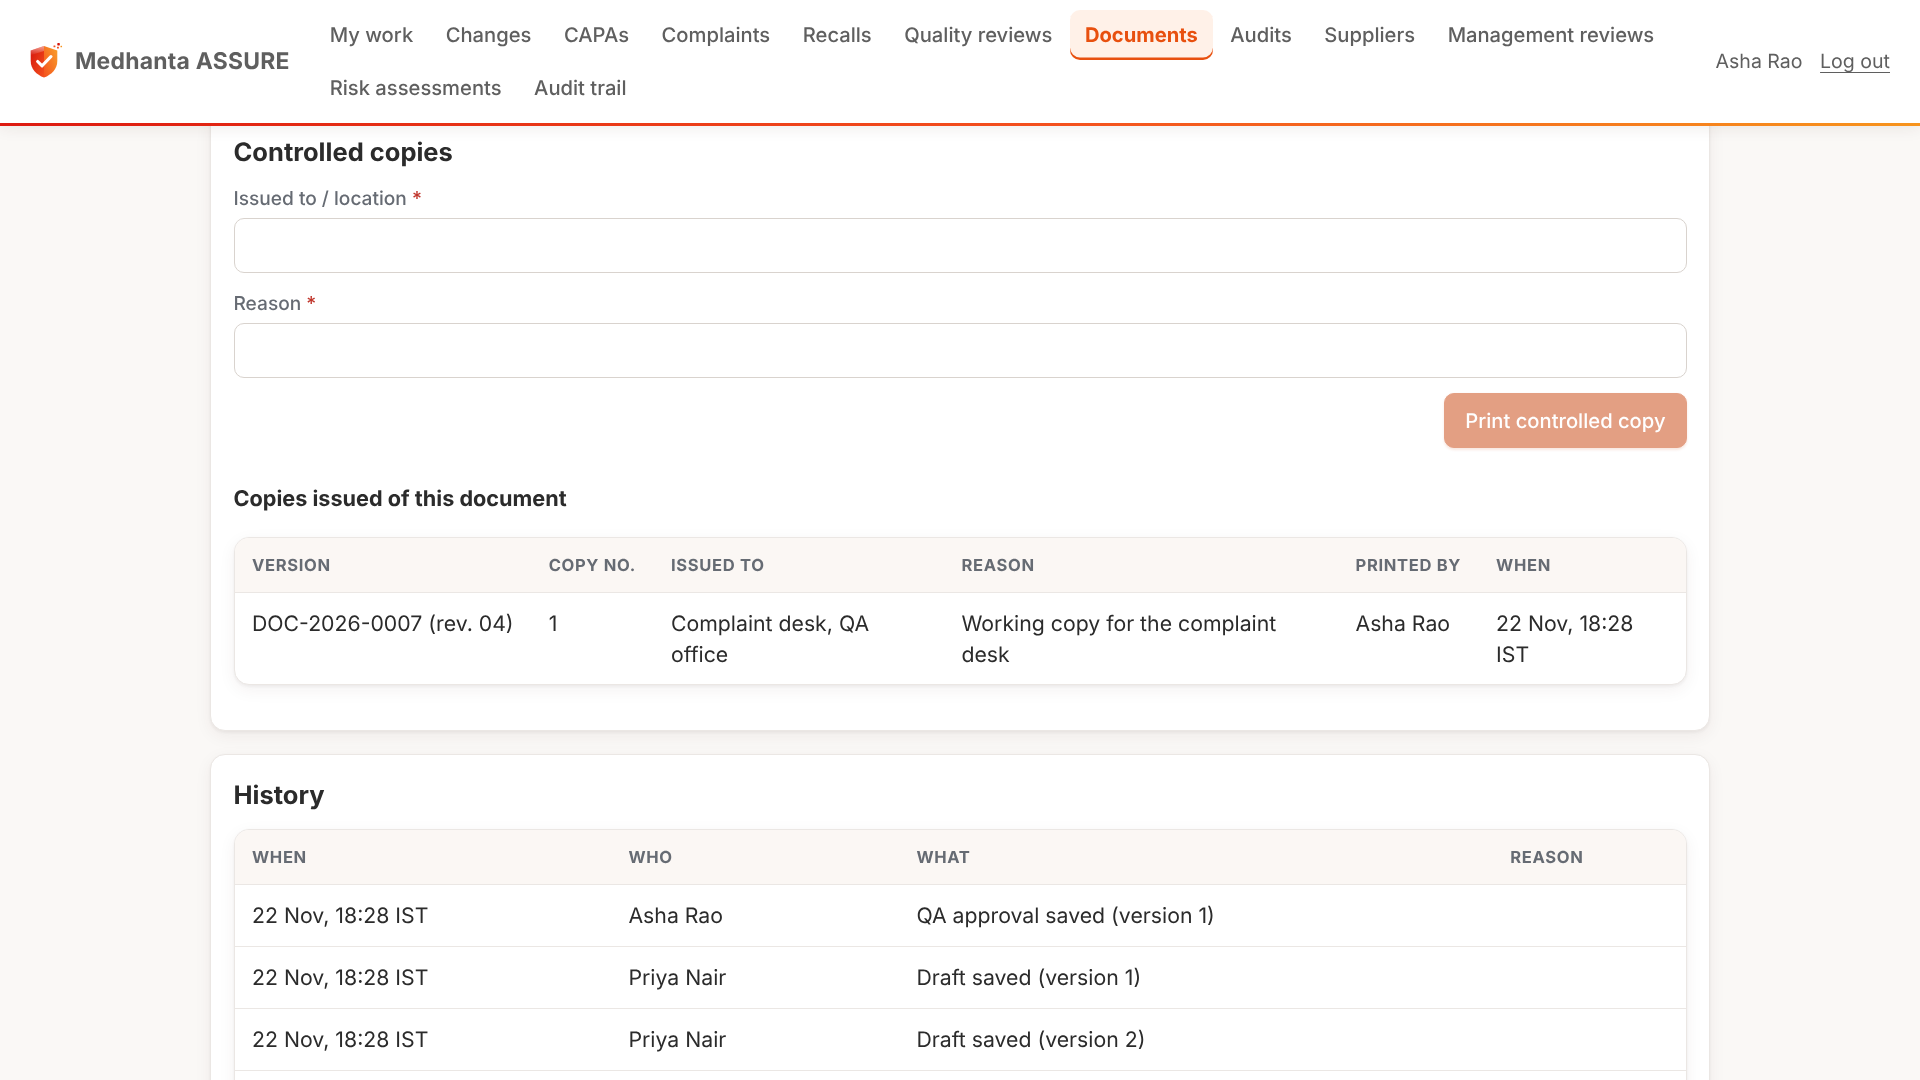 Medhanta ASSURE
My work Changes CAPAs Complaints Recalls Quality reviews Documents Audits Suppliers Management reviews
Risk assessments Audit trail
Asha Rao Log out
Controlled copies
Issued to / location *
Reason *
Print controlled copy
Copies issued of this document
VERSION COPY NO. ISSUED TO REASON PRINTED BY WHEN
DOC-2026-0007 (rev. 04) 1 Complaint desk, QA Working copy for the complaint Asha Rao 22 Nov, 18:28
office desk IST
History
WHEN WHO WHAT REASON
22 Nov, 18:28 IST Asha Rao QA approval saved (version 1)
22 Nov, 18:28 IST Priya Nair Draft saved (version 1)
22 Nov, 18:28 IST Priya Nair Draft saved (version 2)